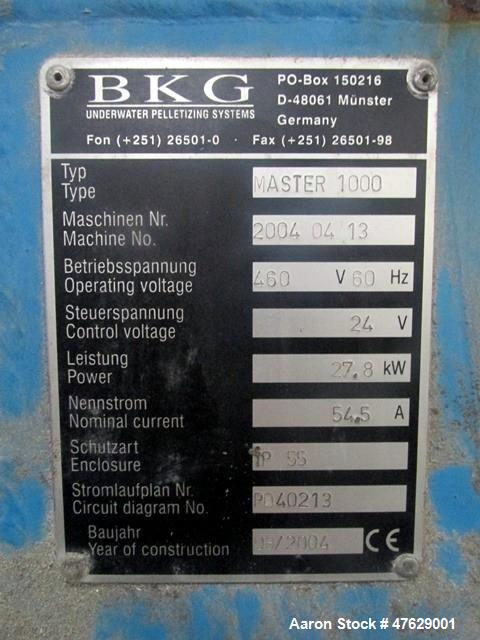 BKG
UNDERWATER PELLETIZING SYSTEMS
PO-Box 150216
D-48061 Münster
Germany
Fon (+251) 26501-0 · Fax (+251) 26501-98
Typ
Type
MASTER 1000
Maschinen Nr.
Machine No.
2004 04 13
Betriebsspannung
Operating voltage
460 V 60 Hz
Steuerspannung
Control voltage
24 V
Leistung
Power
27.8 kW
Nennstrom
Nominal current
54.5 A
Schutzart
Enclosure
IP 55
Stromlaufplan Nr.
Circuit diagram No.
PD40213
Baujahr
Year of construction
/2004 CE
Aaron Stock # 47629001